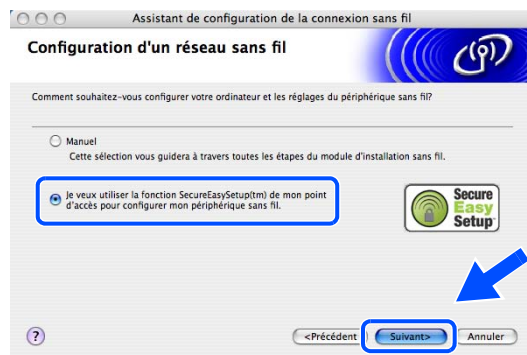 Assistant de configuration de la connexion sans fil
Configuration d'un réseau sans fil
Comment souhaitez-vous configurer votre ordinateur et les réglages du périphérique sans fil?
Manuel
Cette sélection vous guidera à travers toutes les étapes du module d'installation sans fil.
Je veux utiliser la fonction SecureEasySetup(tm) de mon point
d'accès pour configurer mon périphérique sans fil.
Secure
Easy
Setup
?
<Précédent
Suivant>
Annuler